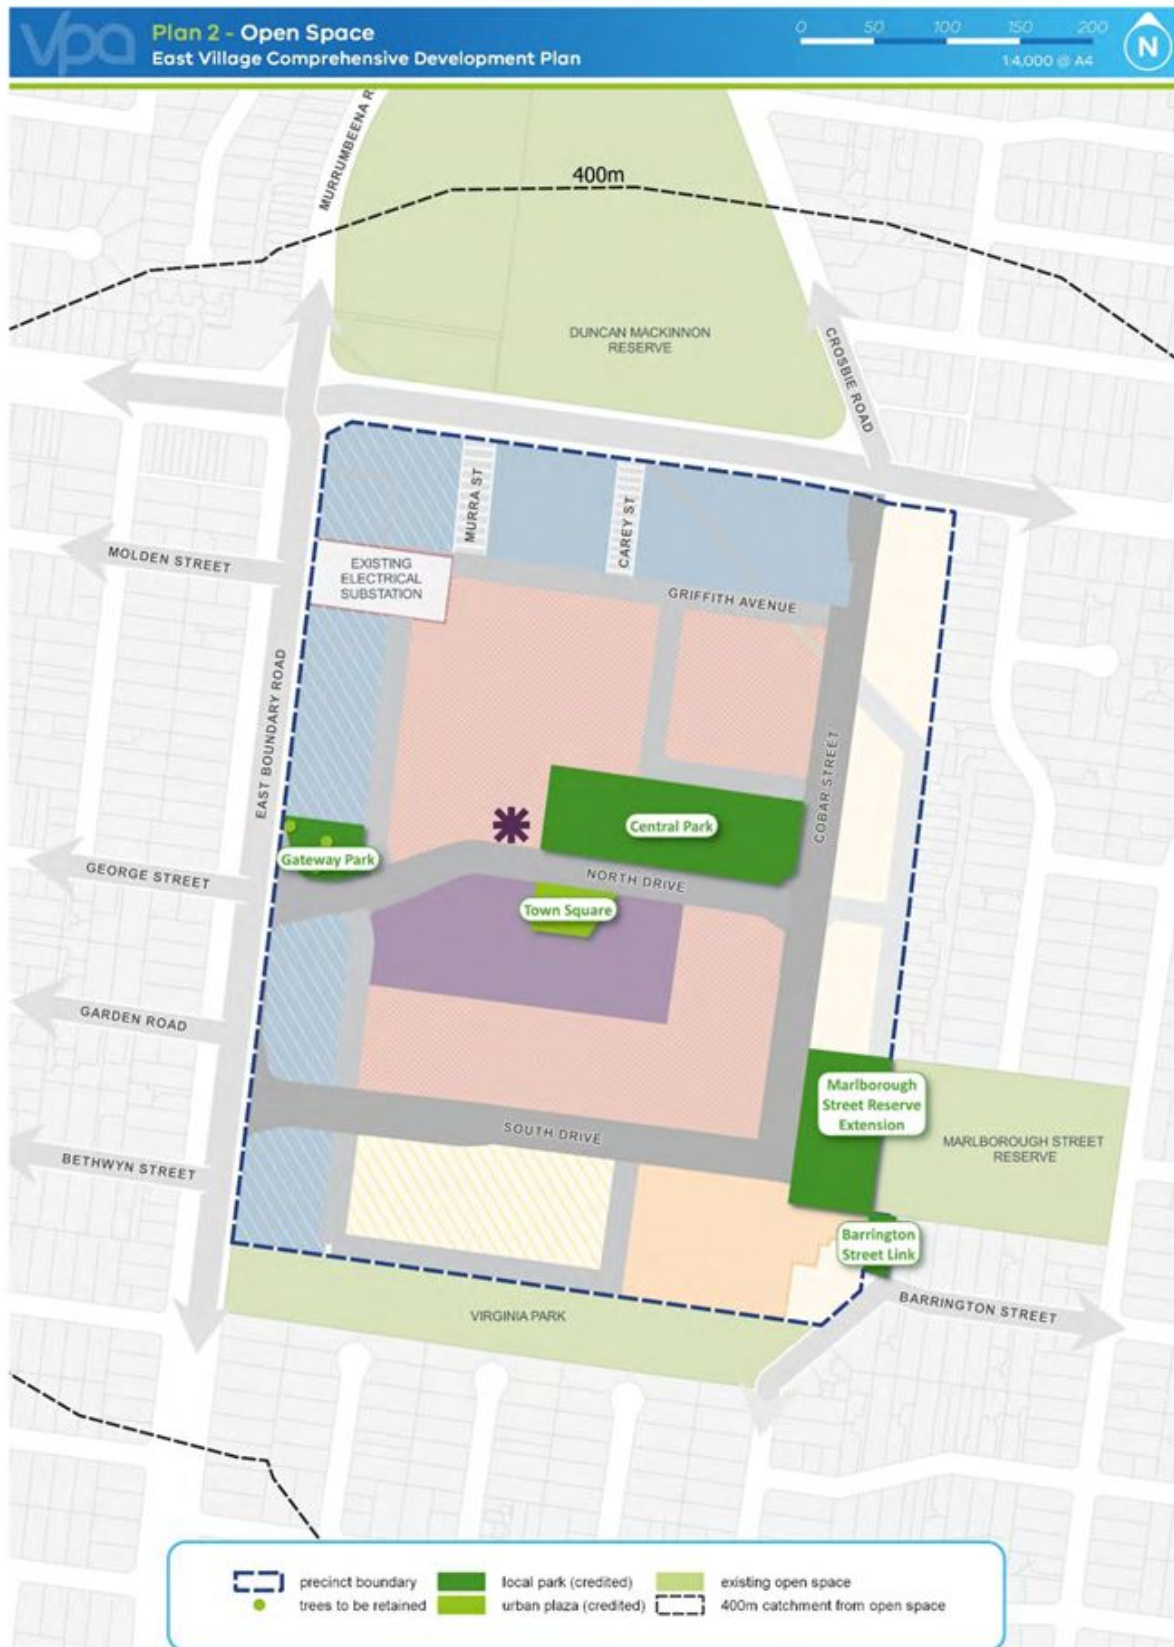 vpa
Plan 2 - Open Space
East Village Comprehensive Development Plan
0 50 100 150 200
1:4,000 @ A4
N
MURRUMBEENA R
400m
DUNCAN MACKINNON
RESERVE
CROSBIE ROAD
MURRA ST
CAREY ST
MOLDEN STREET
EXISTING
ELECTRICAL
SUBSTATION
GRIFFITH AVENUE
EAST BOUNDARY ROAD
COBAR STREET
Central Park
Gateway Park
GEORGE STREET
NORTH DRIVE
Town Square
GARDEN ROAD
Marlborough
Street Reserve
Extension
MARLBOROUGH STREET
RESERVE
SOUTH DRIVE
BETHWYN STREET
Barrington
Street Link
BARRINGTON STREET
VIRGINIA PARK
precinct boundary
local park (credited)
existing open space
trees to be retained
urban plaza (credited)
400m catchment from open space